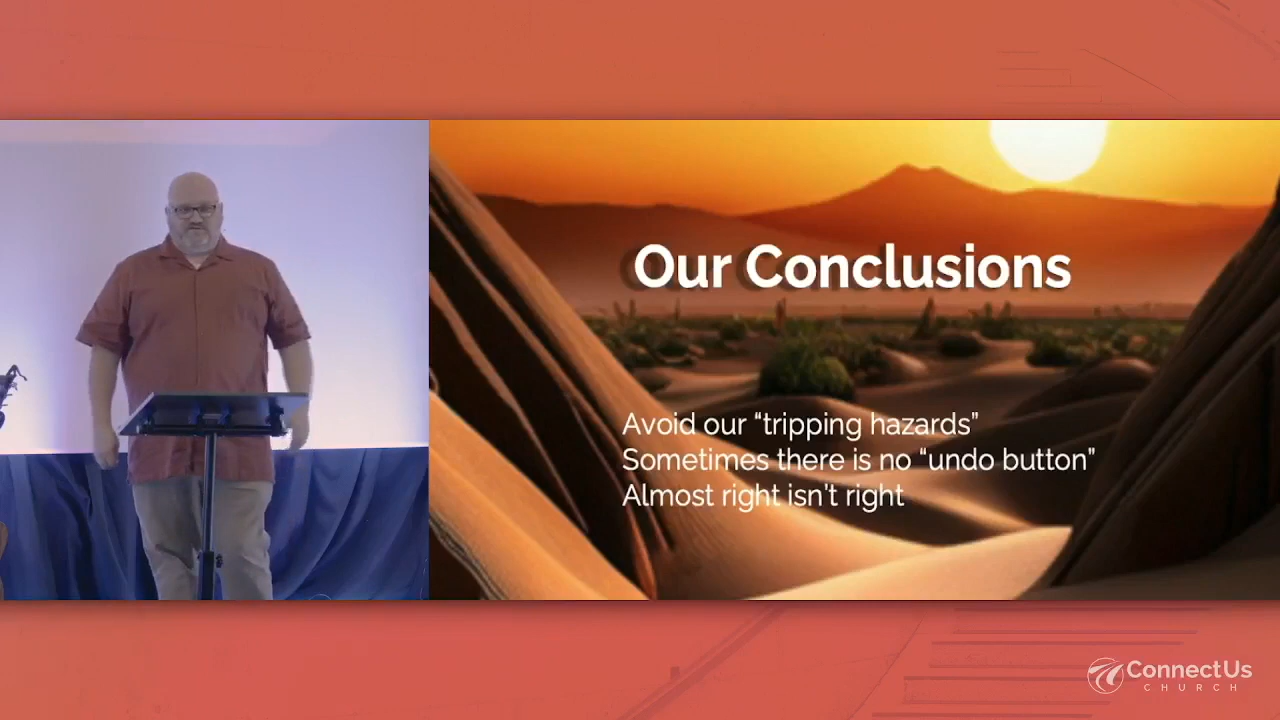 Our Conclusions
Avoid our “tripping hazards”
Sometimes there is no “undo button”
Almost right isn’t right
ConnectUs
CHURCH